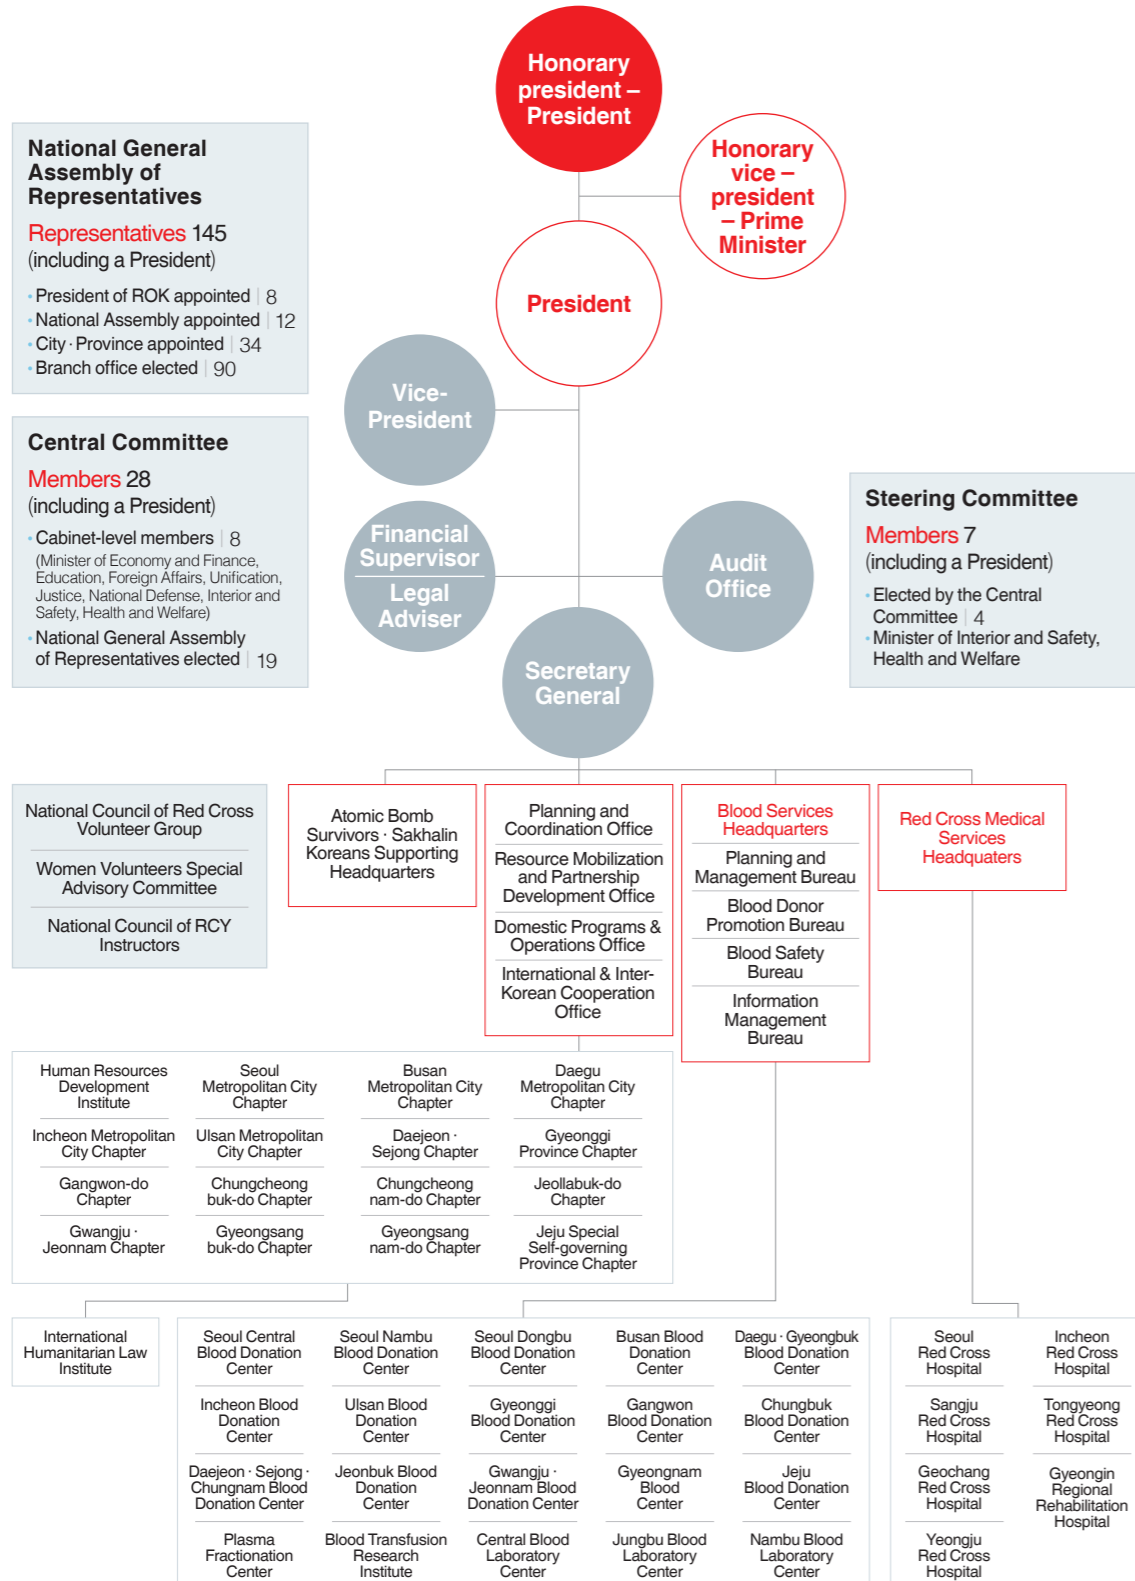 Honorary
president –
President
Honorary
vice –
president
– Prime
Minister
President
National General
Assembly of
Representatives
Representatives 145
(including a President)
• President of ROK appointed | 8
• National Assembly appointed | 12
• City · Province appointed | 34
• Branch office elected | 90
Vice-
President
Central Committee
Members 28
(including a President)
• Cabinet-level members | 8
(Minister of Economy and Finance,
Education, Foreign Affairs, Unification,
Justice, National Defense, Interior and
Safety, Health and Welfare)
• National General Assembly
of Representatives elected | 19
Financial
Supervisor
Legal
Adviser
Audit
Office
Steering Committee
Members 7
(including a President)
• Elected by the Central
Committee | 4
• Minister of Interior and Safety,
Health and Welfare
Secretary
General
National Council of Red Cross
Volunteer Group
Women Volunteers Special
Advisory Committee
National Council of RCY
Instructors
Atomic Bomb
Survivors · Sakhalin
Koreans Supporting
Headquarters
Planning and
Coordination Office
Resource Mobilization
and Partnership
Development Office
Domestic Programs &
Operations Office
International & Inter-
Korean Cooperation
Office
Blood Services
Headquarters
Planning and
Management Bureau
Blood Donor
Promotion Bureau
Blood Safety
Bureau
Information
Management
Bureau
Red Cross Medical
Services
Headquaters
Human Resources
Development
Institute
Seoul
Metropolitan City
Chapter
Busan
Metropolitan City
Chapter
Daegu
Metropolitan City
Chapter
Incheon Metropolitan
City Chapter
Ulsan Metropolitan
City Chapter
Daejeon ·
Sejong Chapter
Gyeonggi
Province Chapter
Gangwon-do
Chapter
Chungcheong
buk-do Chapter
Chungcheong
nam-do Chapter
Jeollabuk-do
Chapter
Gwangju ·
Jeonnam Chapter
Gyeongsang
buk-do Chapter
Gyeongsang
nam-do Chapter
Jeju Special
Self-governing
Province Chapter
International
Humanitarian Law
Institute
Seoul Central
Blood Donation
Center
Seoul Nambu
Blood Donation
Center
Seoul Dongbu
Blood Donation
Center
Busan Blood
Donation
Center
Daegu · Gyeongbuk
Blood Donation
Center
Incheon Blood
Donation
Center
Ulsan Blood
Donation
Center
Gyeonggi
Blood Donation
Center
Gangwon
Blood Donation
Center
Chungbuk
Blood Donation
Center
Daejeon · Sejong ·
Chungnam Blood
Donation Center
Jeonbuk Blood
Donation
Center
Gwangju ·
Jeonnam Blood
Donation Center
Gyeongnam
Blood
Center
Jeju
Blood Donation
Center
Plasma
Fractionation
Center
Blood Transfusion
Research
Institute
Central Blood
Laboratory
Center
Jungbu Blood
Laboratory
Center
Nambu Blood
Laboratory
Center
Seoul
Red Cross
Hospital
Incheon
Red Cross
Hospital
Sangju
Red Cross
Hospital
Tongyeong
Red Cross
Hospital
Geochang
Red Cross
Hospital
Gyeongin
Regional
Rehabilitation
Hospital
Yeongju
Red Cross
Hospital